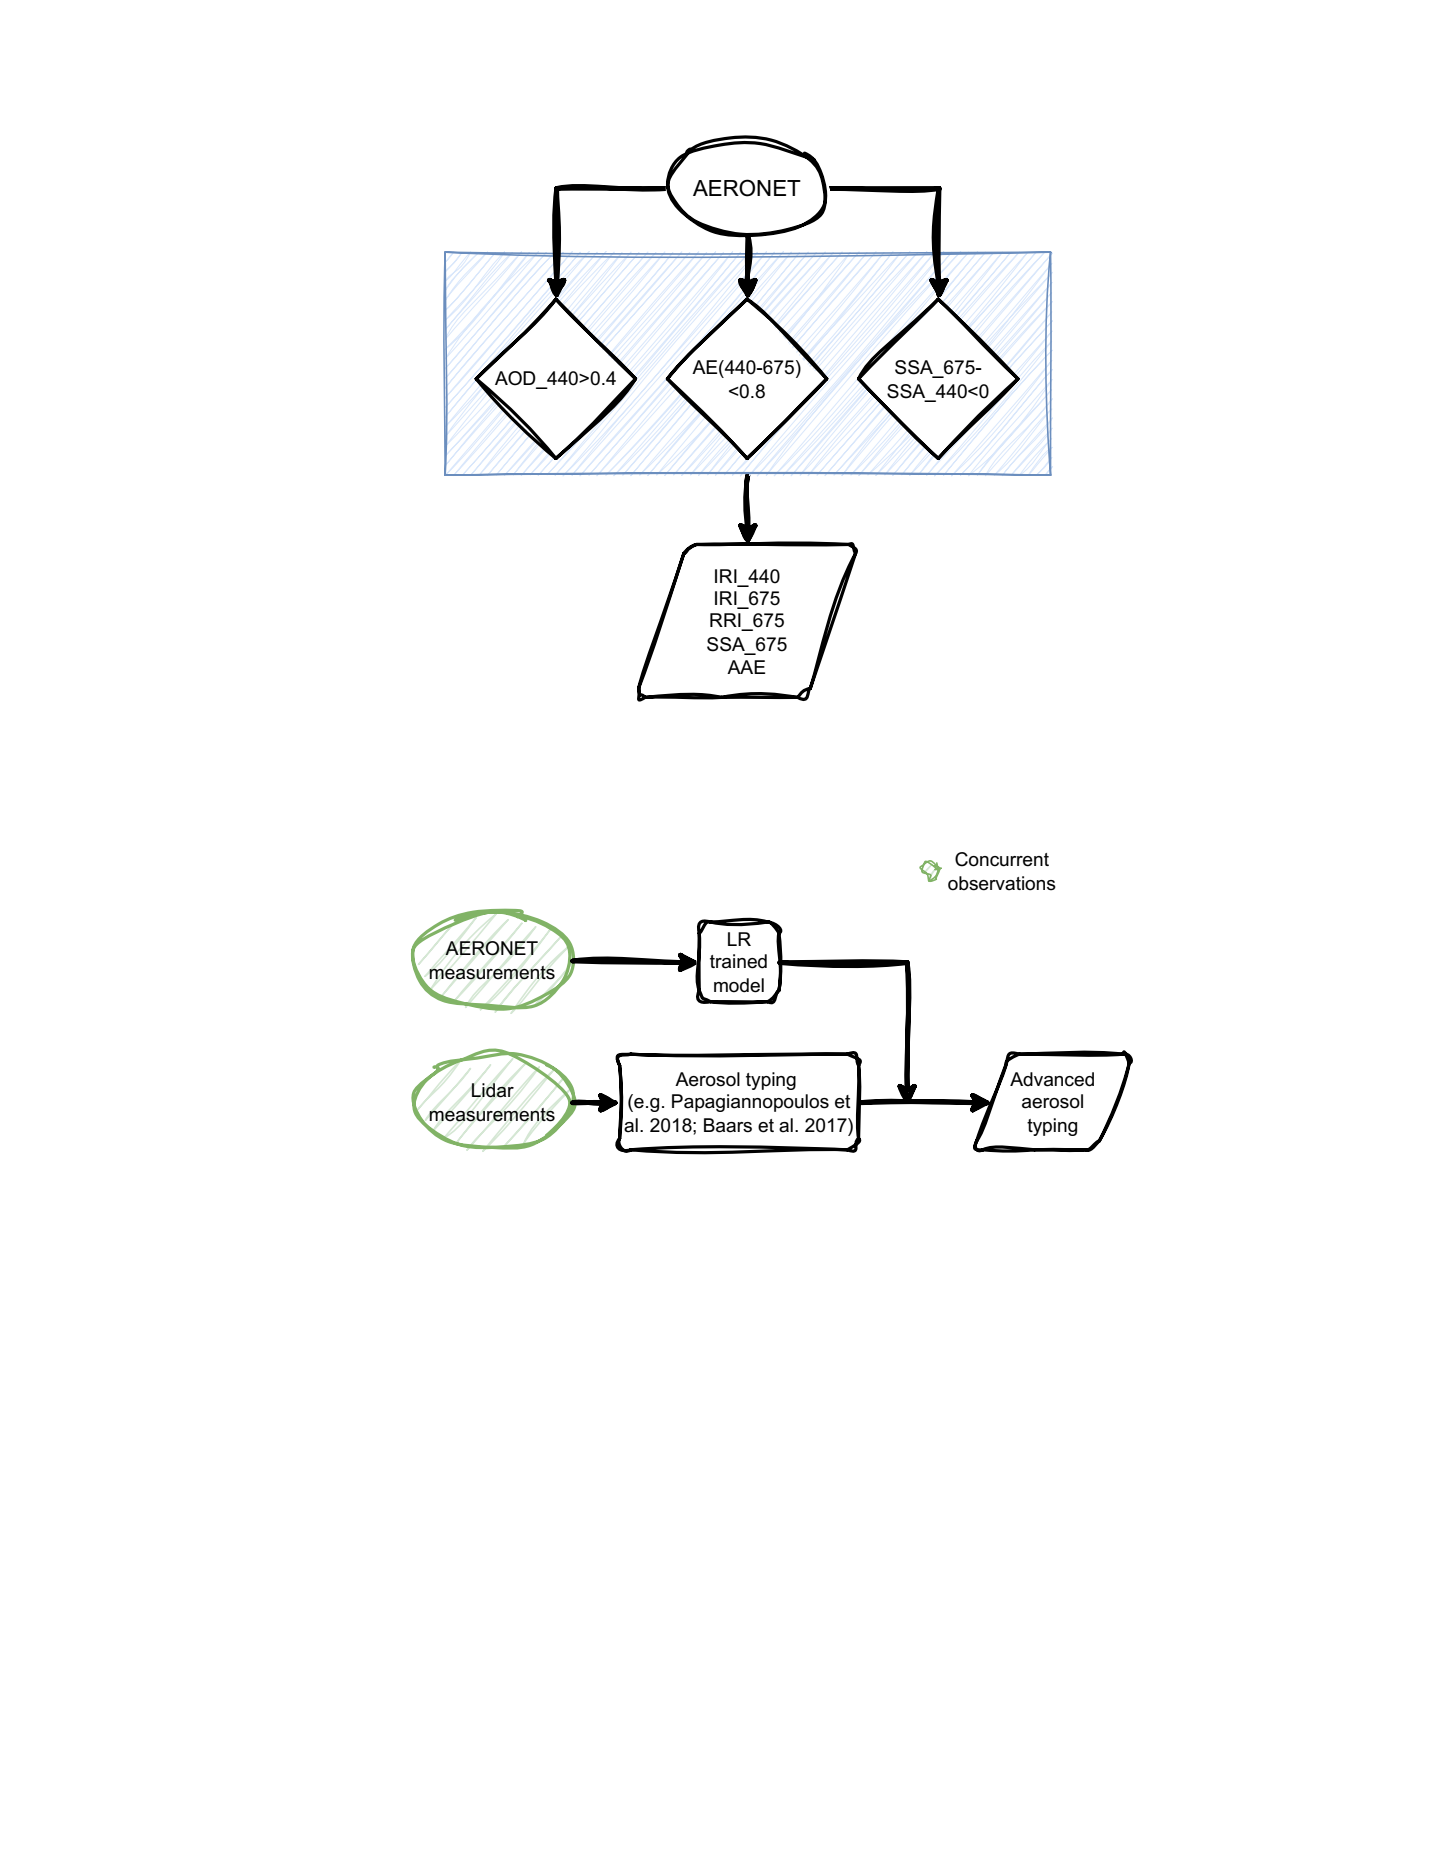 AERONET
AOD_440>0.4
AE(440-675)
<0.8
SSA_675-
SSA_440<0
IRI_440
IRI_675
RRI_675
SSA_675
AAE
Concurrent
observations
AERONET
measurements
LR
trained
model
Lidar
measurements
Aerosol typing
(e.g. Papagiannopoulos et
al. 2018; Baars et al. 2017)
Advanced
aerosol
typing